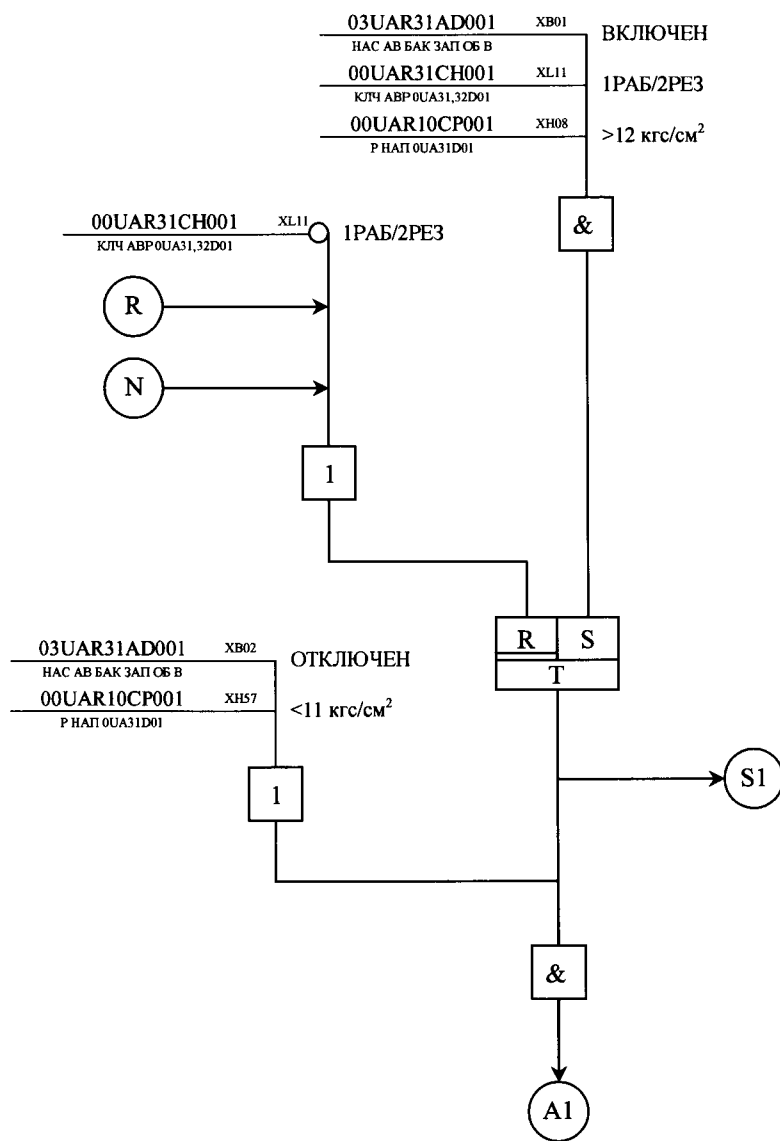 03UAR31AD001 XB01 ВКЛЮЧЕН
НАС АВ БАК ЗАП ОБ В
00UAR31CH001 XL11 1РАБ/2РЕЗ
КЛЧ АВР 0UA31,32D01
00UAR10CP001 XH08 >12 кгс/см²
Р НАП 0UA31D01
&
00UAR31CH001 XL11 1РАБ/2РЕЗ
КЛЧ АВР 0UA31,32D01
R
N
1
R S
T
03UAR31AD001 XB02 ОТКЛЮЧЕН
НАС АВ БАК ЗАП ОБ В
00UAR10CP001 XH57 <11 кгс/см²
Р НАП 0UA31D01
S1
1
&
A1